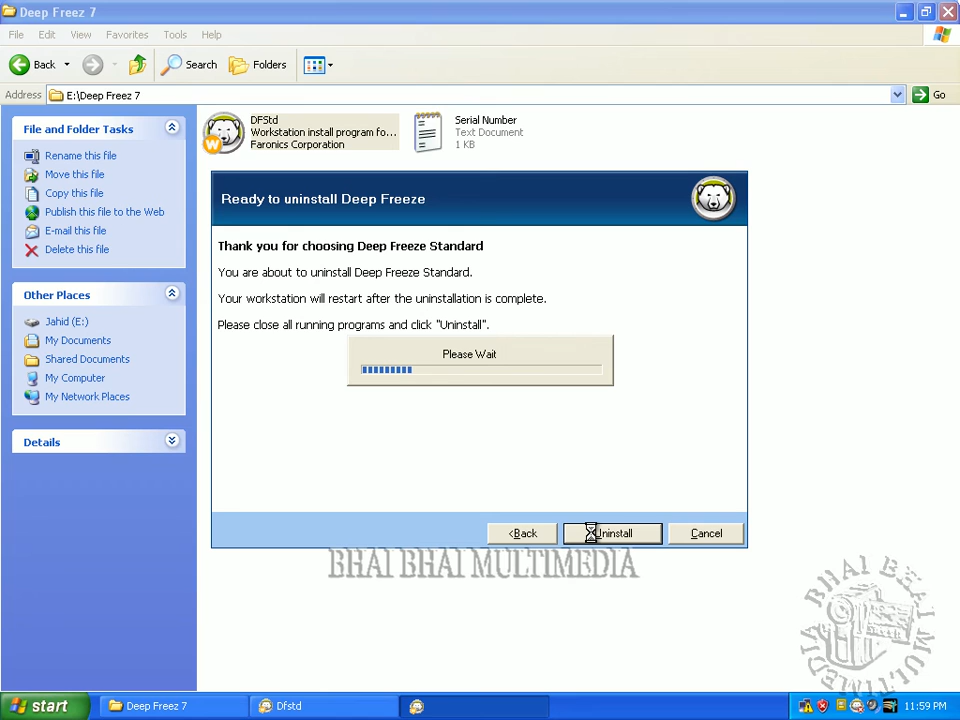 Deep Freez 7
File Edit View Favorites Tools Help
Back Search Folders
Address E:\Deep Freez 7 Go
File and Folder Tasks
Rename this file
Move this file
Copy this file
Publish this file to the Web
E-mail this file
Delete this file
Other Places
Jahid (E:)
My Documents
Shared Documents
My Computer
My Network Places
Details
DFStd
Workstation install program fo...
Faronics Corporation
Serial Number
Text Document
1 KB
Ready to uninstall Deep Freeze
Thank you for choosing Deep Freeze Standard
You are about to uninstall Deep Freeze Standard.
Your workstation will restart after the uninstallation is complete.
Please close all running programs and click "Uninstall".
Please Wait
<Back Uninstall Cancel
BHAI BHAI MULTIMEDIA
BHAI BHAI MULTIMEDIA
start Deep Freez 7 Dfstd 11:59 PM